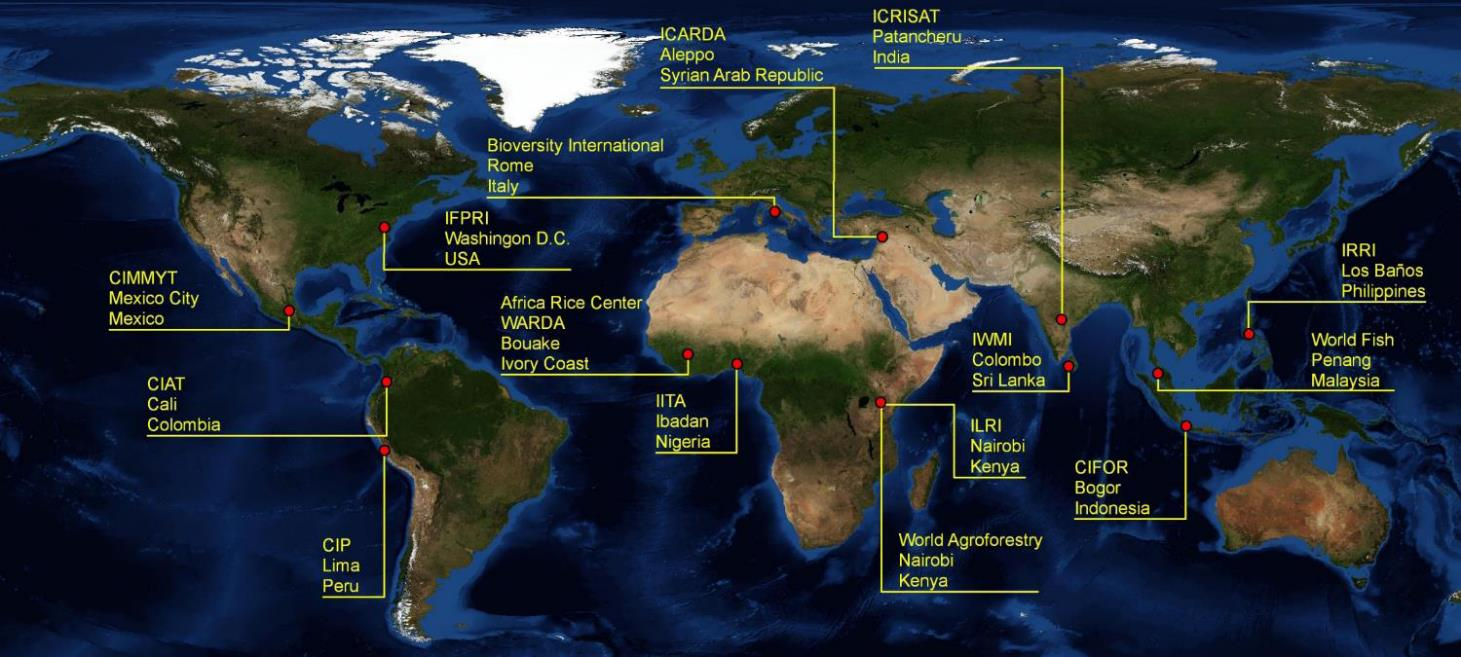 ICRISAT
Patancheru
India
ICARDA
Aleppo
Syrian Arab Republic
Bioversity International
Rome
Italy
IFPRI
Washingon D.C.
USA
CIMMYT
Mexico City
Mexico
Africa Rice Center
WARDA
Bouake
Ivory Coast
IRRI
Los Baños
Philippines
IWMI
Colombo
Sri Lanka
World Fish
Penang
Malaysia
CIAT
Cali
Colombia
IITA
Ibadan
Nigeria
ILRI
Nairobi
Kenya
CIFOR
Bogor
Indonesia
CIP
Lima
Peru
World Agroforestry
Nairobi
Kenya